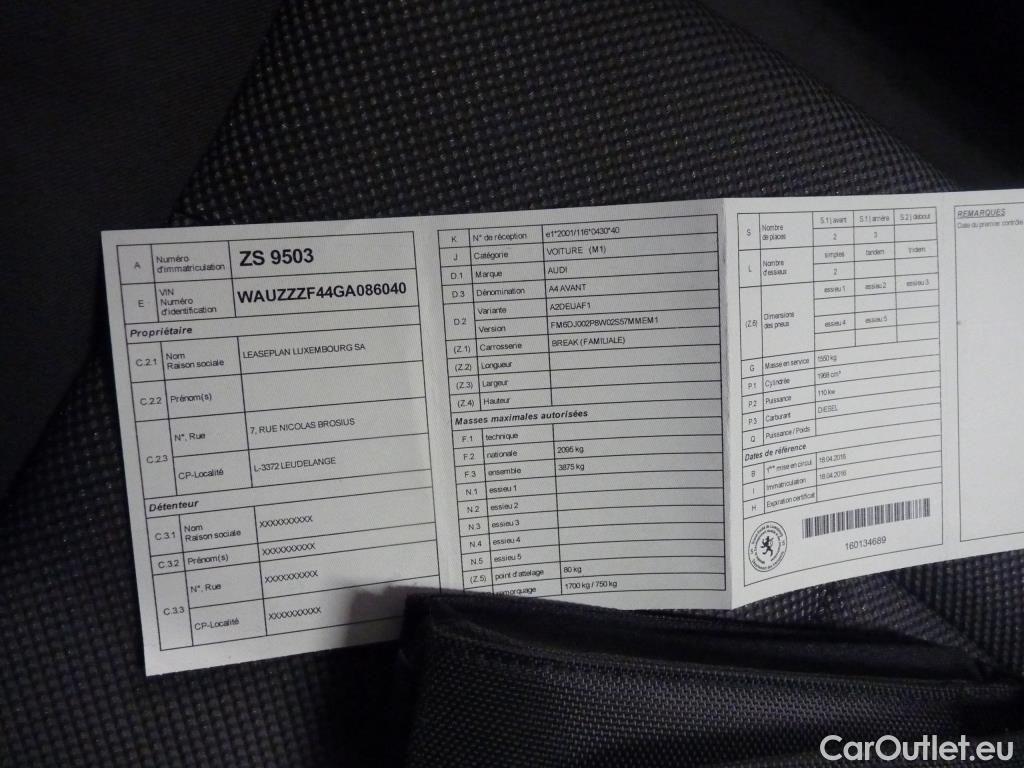 A Numéro d'immatriculation ZS 9503
E VIN Numéro d'identification WAUZZZF44GA086040
Propriétaire
C.2.1 Nom Raison sociale LEASEPLAN LUXEMBOURG SA
C.2.2 Prénom(s)
C.2.3 N°, Rue 7, RUE NICOLAS BROSIUS
CP-Localité L-3372 LEUDELANGE
Détenteur
C.3.1 Nom Raison sociale XXXXXXXXXX
C.3.2 Prénom(s) XXXXXXXXXX
C.3.3 N°, Rue XXXXXXXXXX
CP-Localité XXXXXXXXXX
K N° de réception e1*2001/116*0430*40
J Catégorie VOITURE (M1)
D.1 Marque AUDI
D.3 Dénomination A4 AVANT
D.2 Variante A2DEUAF1
Version FM6DJ002P8W02S57MMEM1
(Z.1) Carrosserie BREAK (FAMILIALE)
(Z.2) Longueur
(Z.3) Largeur
(Z.4) Hauteur
Masses maximales autorisées
F.1 technique
F.2 nationale 2095 kg
F.3 ensemble 3875 kg
N.1 essieu 1
N.2 essieu 2
N.3 essieu 3
N.4 essieu 4
N.5 essieu 5
(Z.5) point d'attelage 80 kg
remorquage 1700 kg / 750 kg
S Nombre de places S.1 | avant S.1 | arrière S.2 | debout
2 3
L Nombre d'essieux simples tandem tridem
2
(Z.6) Dimensions des pneus essieu 1 essieu 2 essieu 3
essieu 4 essieu 5
G Masse en service 1550 kg
P.1 Cylindrée 1968 cm³
P.2 Puissance 110 kw
P.3 Carburant DIESEL
Q Puissance / Poids
Dates de référence
B 1ère mise en circul 18.04.2016
I Immatriculation 18.04.2016
H Expiration certificat
160134689
REMARQUES
Date du premier contrôle
CarOutlet.eu